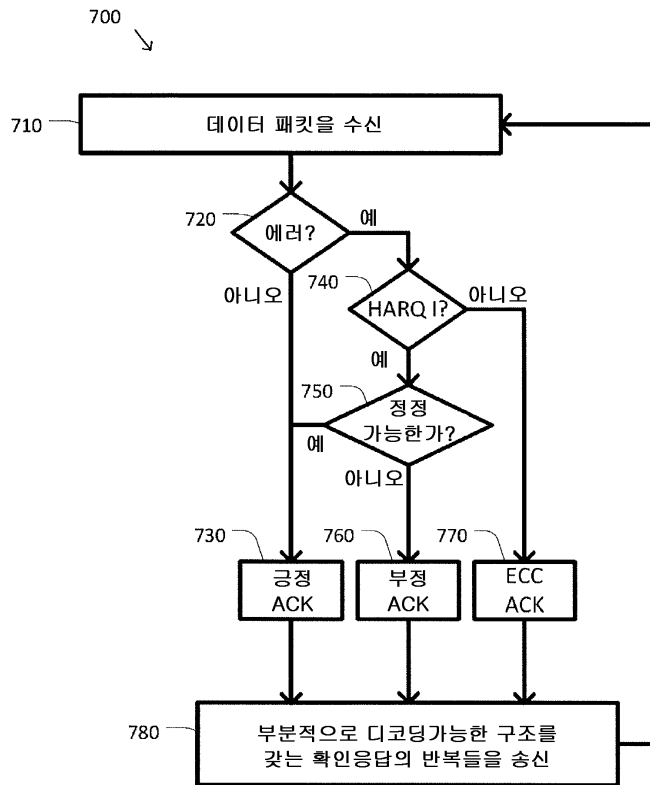 700
710
데이터 패킷을 수신
720
에러?
예
아니오
740
HARQ I?
아니오
예
750
정정
가능한가?
예
아니오
730
긍정
ACK
760
부정
ACK
770
ECC
ACK
780
부분적으로 디코딩가능한 구조를
갖는 확인응답의 반복들을 송신